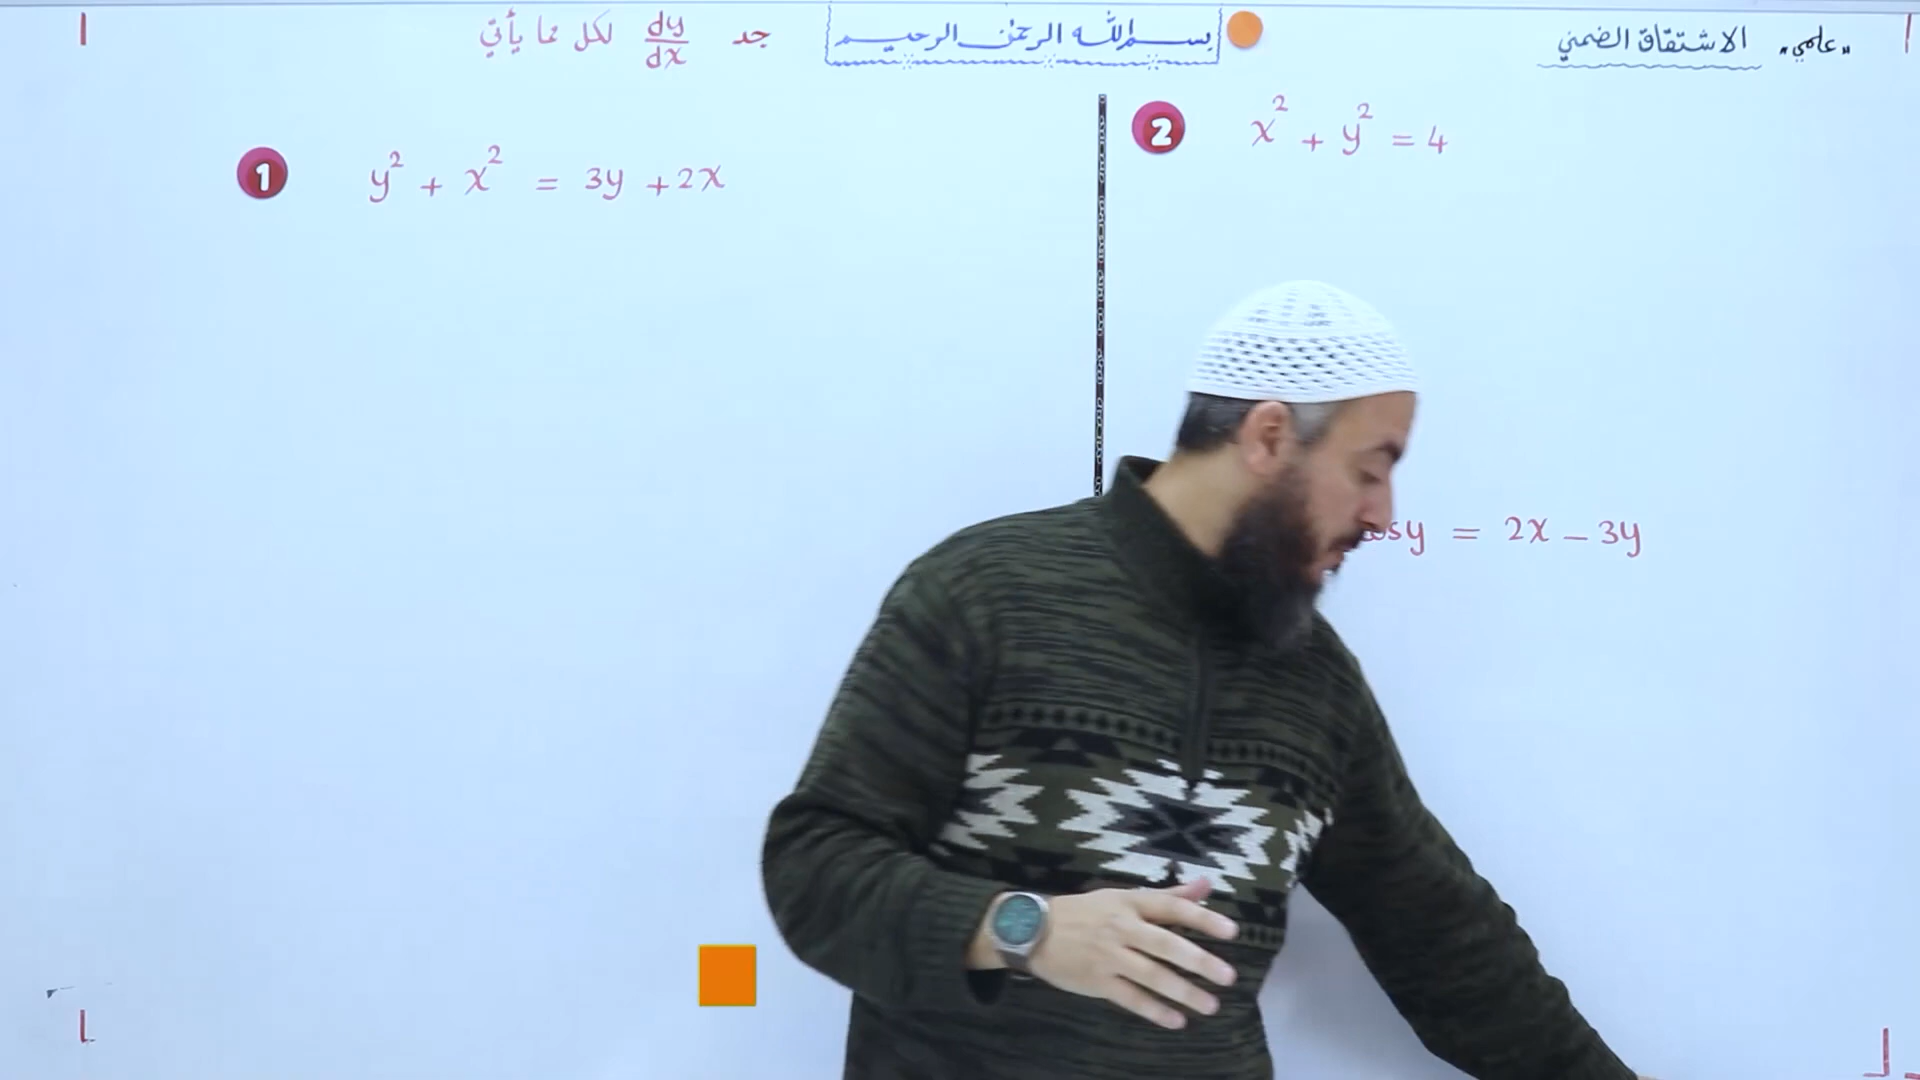 "علمي" الاشتقاق الضمني
بسم الله الرحمن الرحيم
جد dy/dx لكل مما يأتي
1 y² + x² = 3y + 2x
2 x² + y² = 4
cosy = 2x - 3y